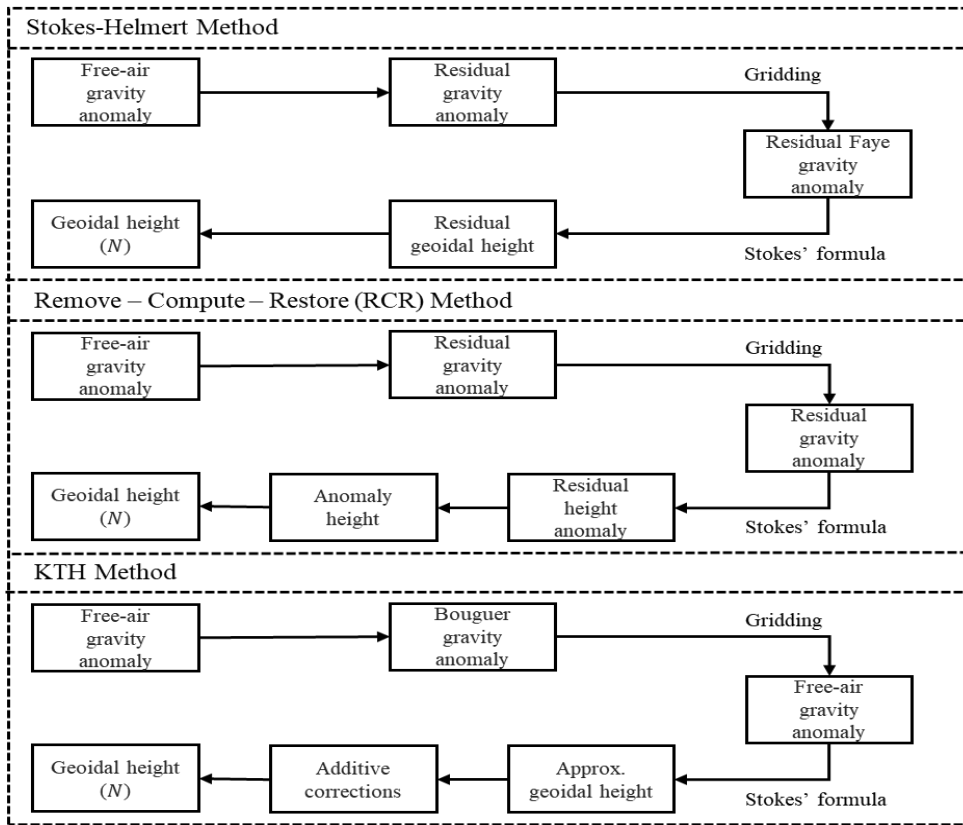 Stokes-Helmert Method
Free-air
gravity
anomaly
Residual
gravity
anomaly
Gridding
Residual Faye
gravity
anomaly
Stokes’ formula
Residual
geoidal height
Geoidal height
(N)
Remove – Compute – Restore (RCR) Method
Free-air
gravity
anomaly
Residual
gravity
anomaly
Gridding
Residual
gravity
anomaly
Stokes’ formula
Residual
height
anomaly
Anomaly
height
Geoidal height
(N)
KTH Method
Free-air
gravity
anomaly
Bouguer
gravity
anomaly
Gridding
Free-air
gravity
anomaly
Stokes’ formula
Approx.
geoidal height
Additive
corrections
Geoidal height
(N)